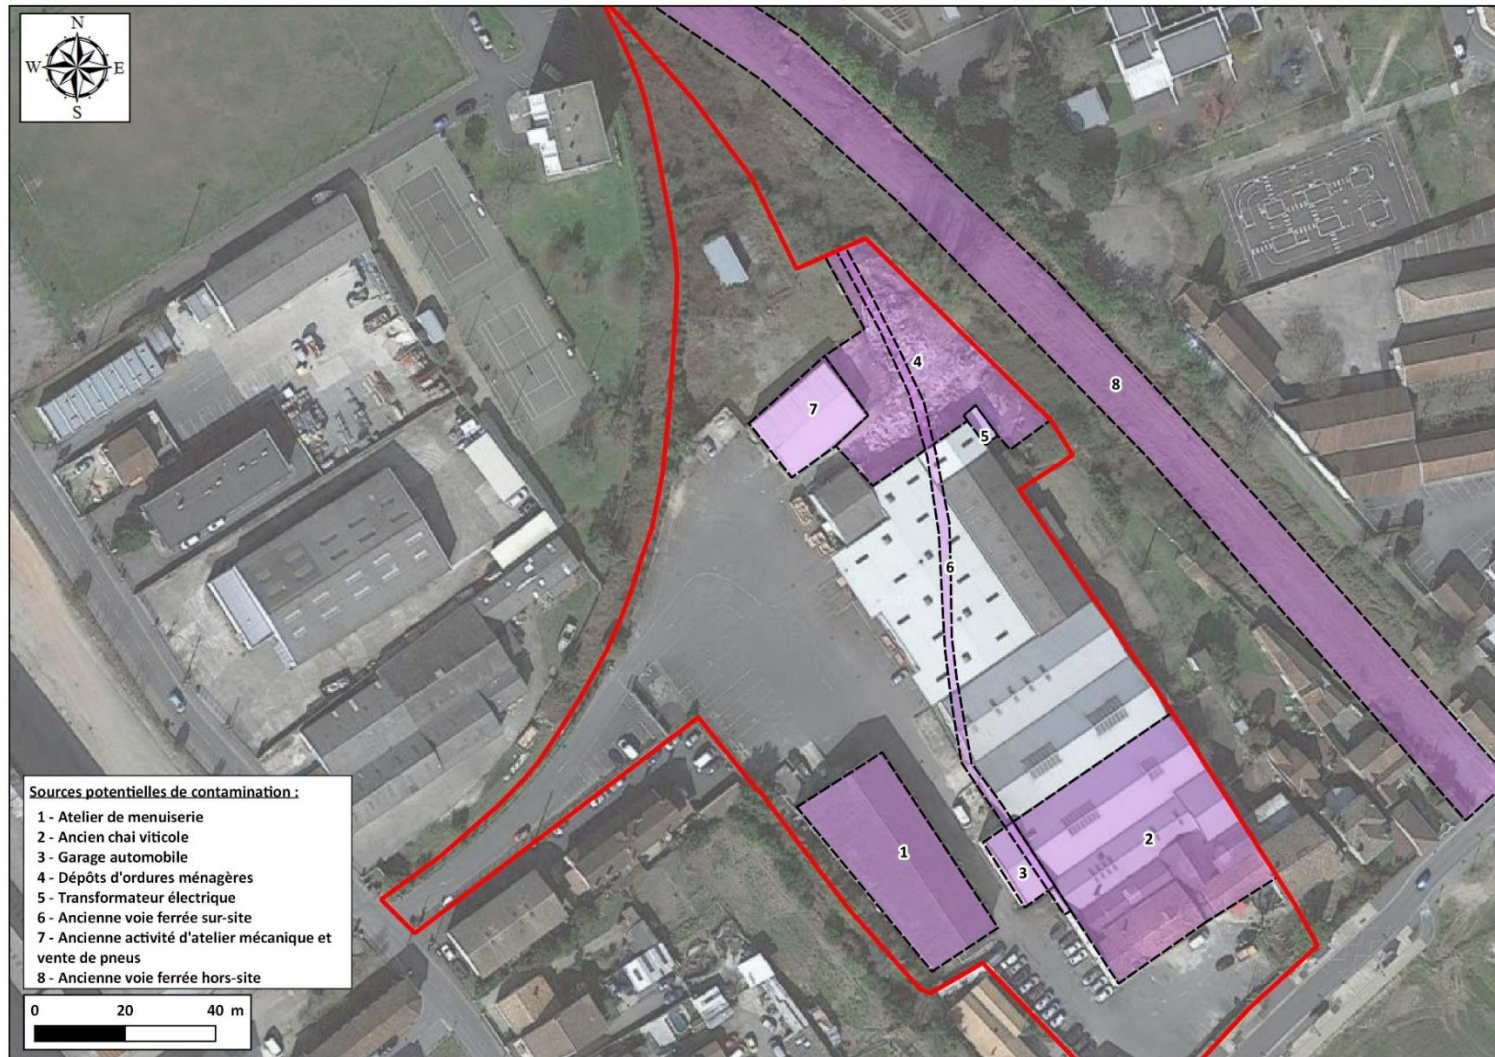 N
W E
S
4
7
5
8
6
1
2
3
Sources potentielles de contamination :
1 - Atelier de menuiserie
2 - Ancien chai viticole
3 - Garage automobile
4 - Dépôts d'ordures ménagères
5 - Transformateur électrique
6 - Ancienne voie ferrée sur-site
7 - Ancienne activité d'atelier mécanique et
vente de pneus
8 - Ancienne voie ferrée hors-site
0 20 40 m